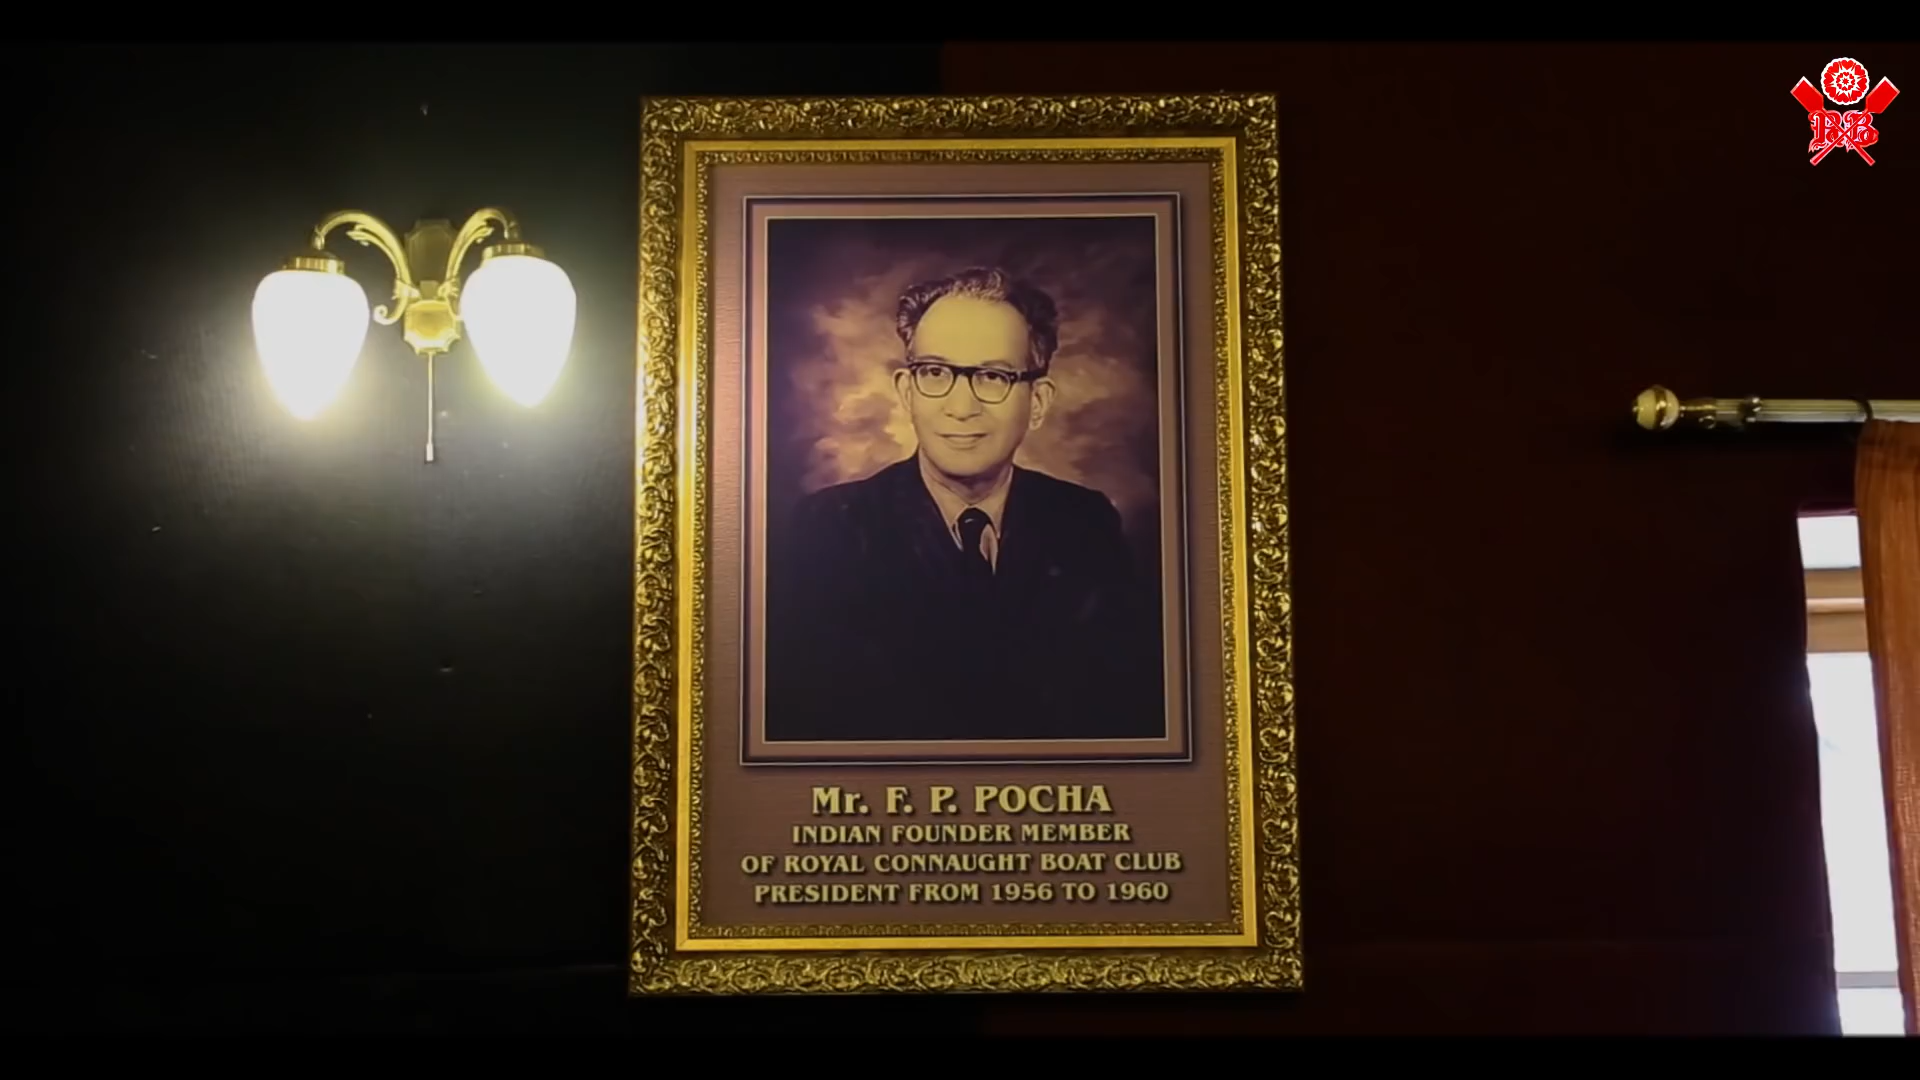 Mr. F. P. POCHA
INDIAN FOUNDER MEMBER
OF ROYAL CONNAUGHT BOAT CLUB
PRESIDENT FROM 1956 TO 1960